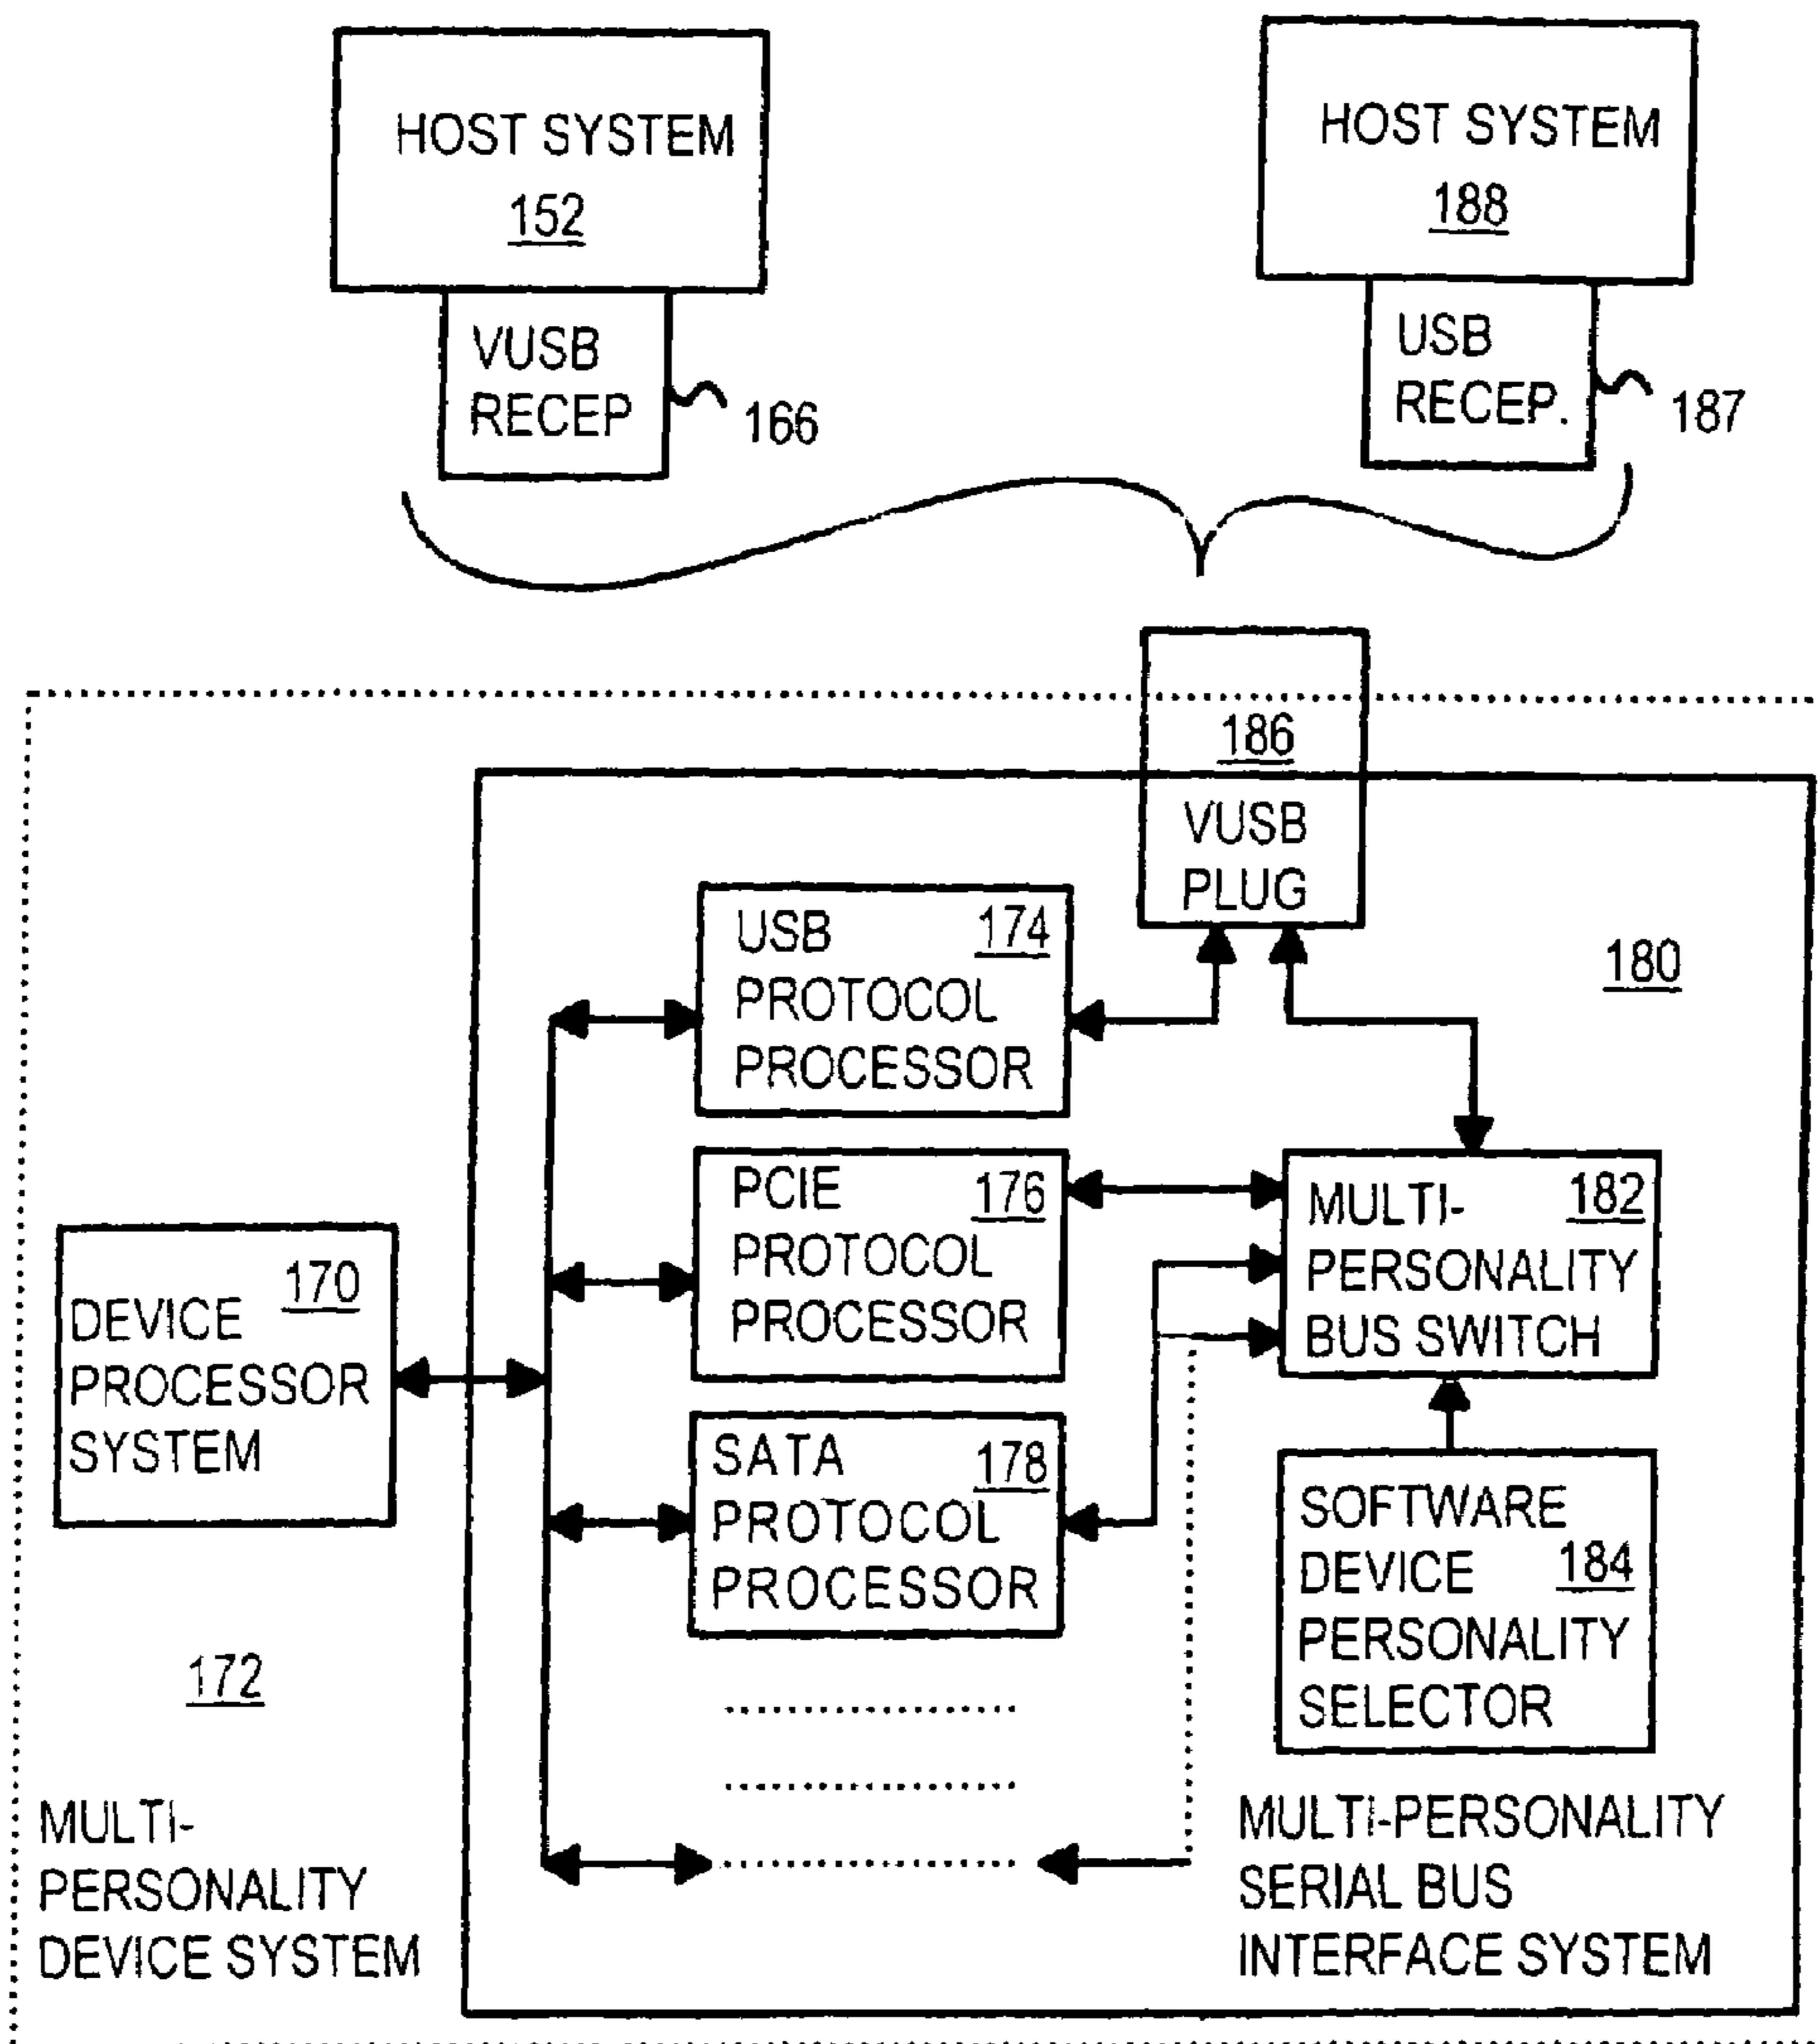 HOST SYSTEM
152
VUSB
RECEP
166
HOST SYSTEM
188
USB
RECEP.
187
186
VUSB
PLUG
180
USB
PROTOCOL
PROCESSOR
174
PCIE
PROTOCOL
PROCESSOR
176
182
MULTI-
PERSONALITY
BUS SWITCH
170
DEVICE
PROCESSOR
SYSTEM
SATA
PROTOCOL
PROCESSOR
178
SOFTWARE
DEVICE
184
PERSONALITY
SELECTOR
172
MULTI-
PERSONALITY
DEVICE SYSTEM
MULTI-PERSONALITY
SERIAL BUS
INTERFACE SYSTEM